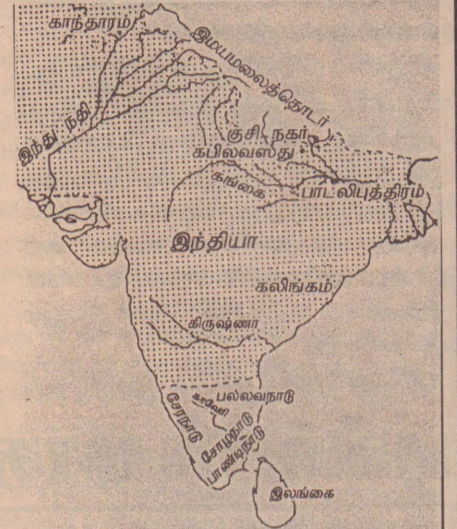 காந்தாரம்
இமயமலைத்தொடர்
இந்து நதி
குசி நகர்
கபிலவஸ்து
கங்கை
பாடலிபுத்திரம்
இந்தியா
கலிங்கம்
கிருஷ்ணா
பல்லவநாடு
காவேரி
சேரநாடு
சோழநாடு
பாண்டிநாடு
இலங்கை